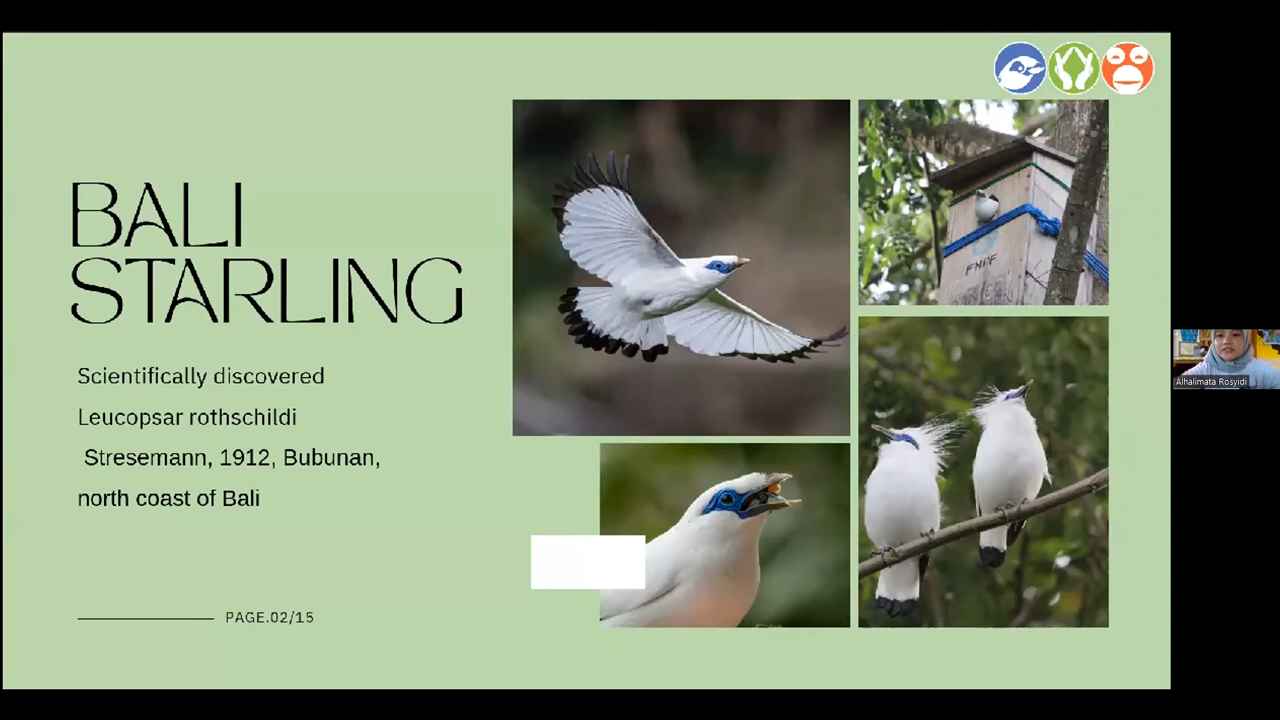 BALI
STARLING
Scientifically discovered
Leucopsar rothschildi
Stresemann, 1912, Bubunan,
north coast of Bali
PAGE.02/15
FNPF
Alhalimata Rosyidi